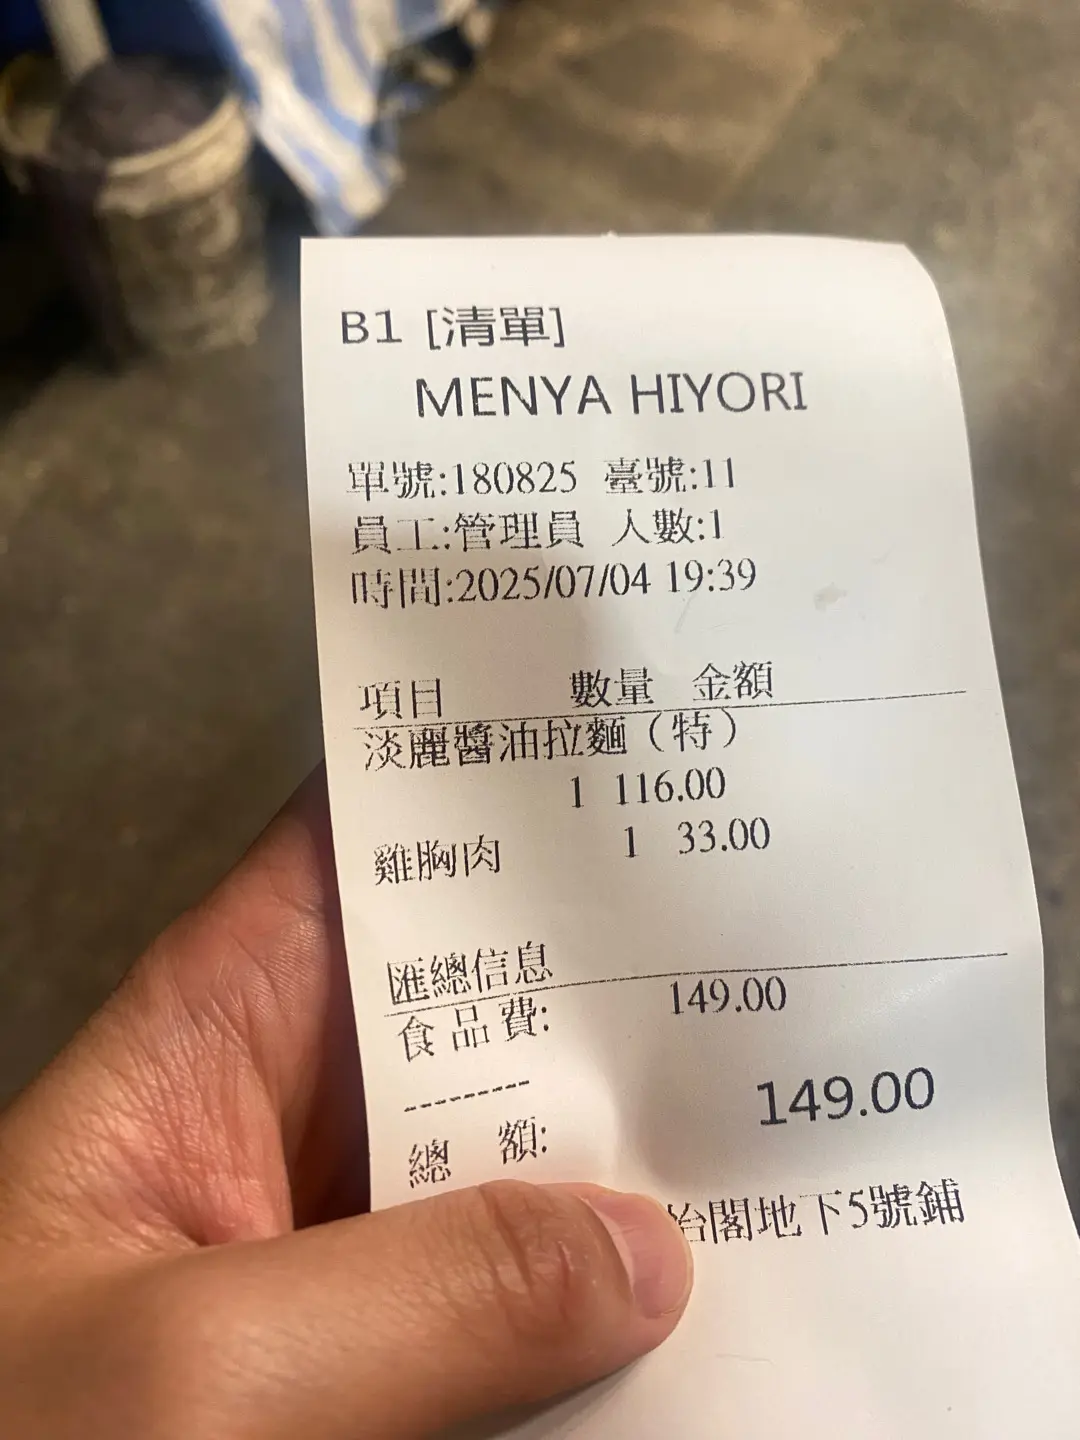 B1 [清單]
MENYA HIYORI
單號:180825 臺號:11
員工:管理員 人數:1
時間:2025/07/04 19:39
項目 數量 金額
淡麗醬油拉麵（特）
1 116.00
雞胸肉 1 33.00
匯總信息
食品費: 149.00
---------
總 額: 149.00
閣地下5號鋪